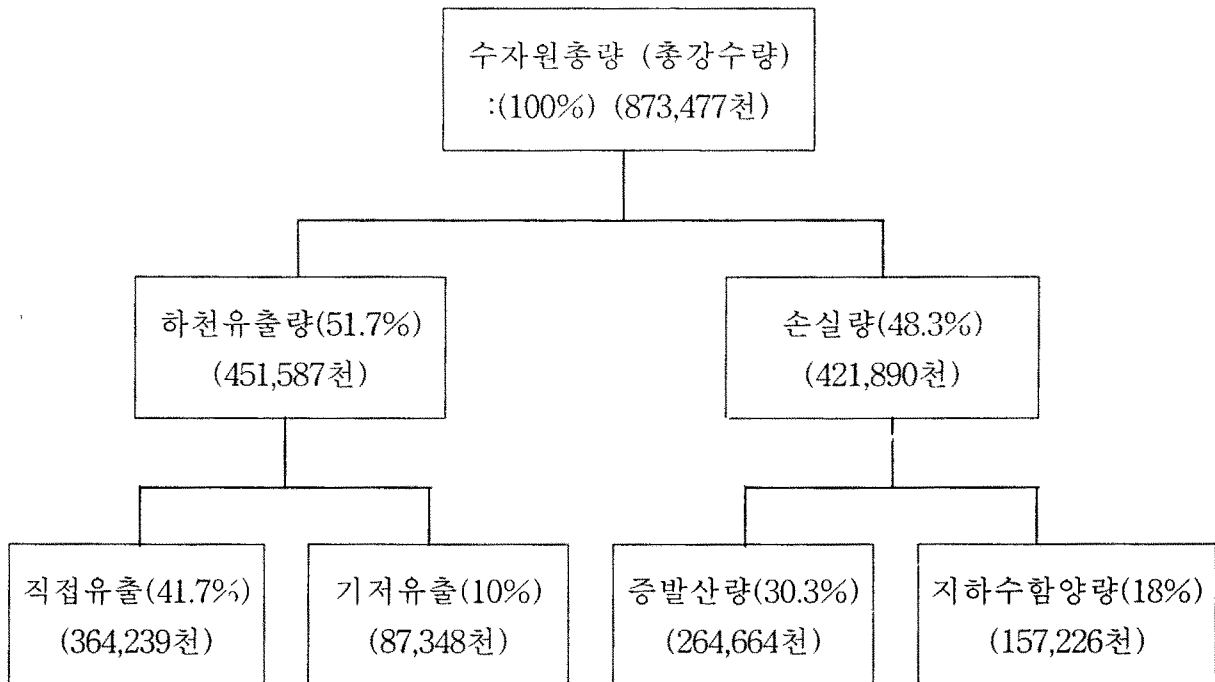 수자원총량 (총강수량)
:(100%) (873,477천)
하천유출량(51.7%)
(451,587천)
손실량(48.3%)
(421,890천)
직접유출(41.7%)
(364,239천)
기저유출(10%)
(87,348천)
증발산량(30.3%)
(264,664천)
지하수함양량(18%)
(157,226천)